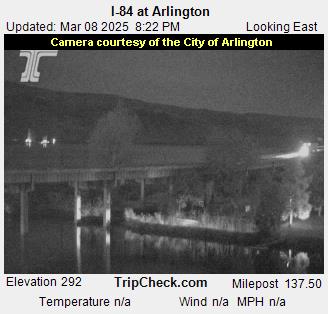 I-84 at Arlington
Updated: Mar 08 2025 8:22 PM Looking East
Camera courtesy of the City of Arlington
Elevation 292 TripCheck.com Milepost 137.50
Temperature n/a Wind n/a MPH n/a